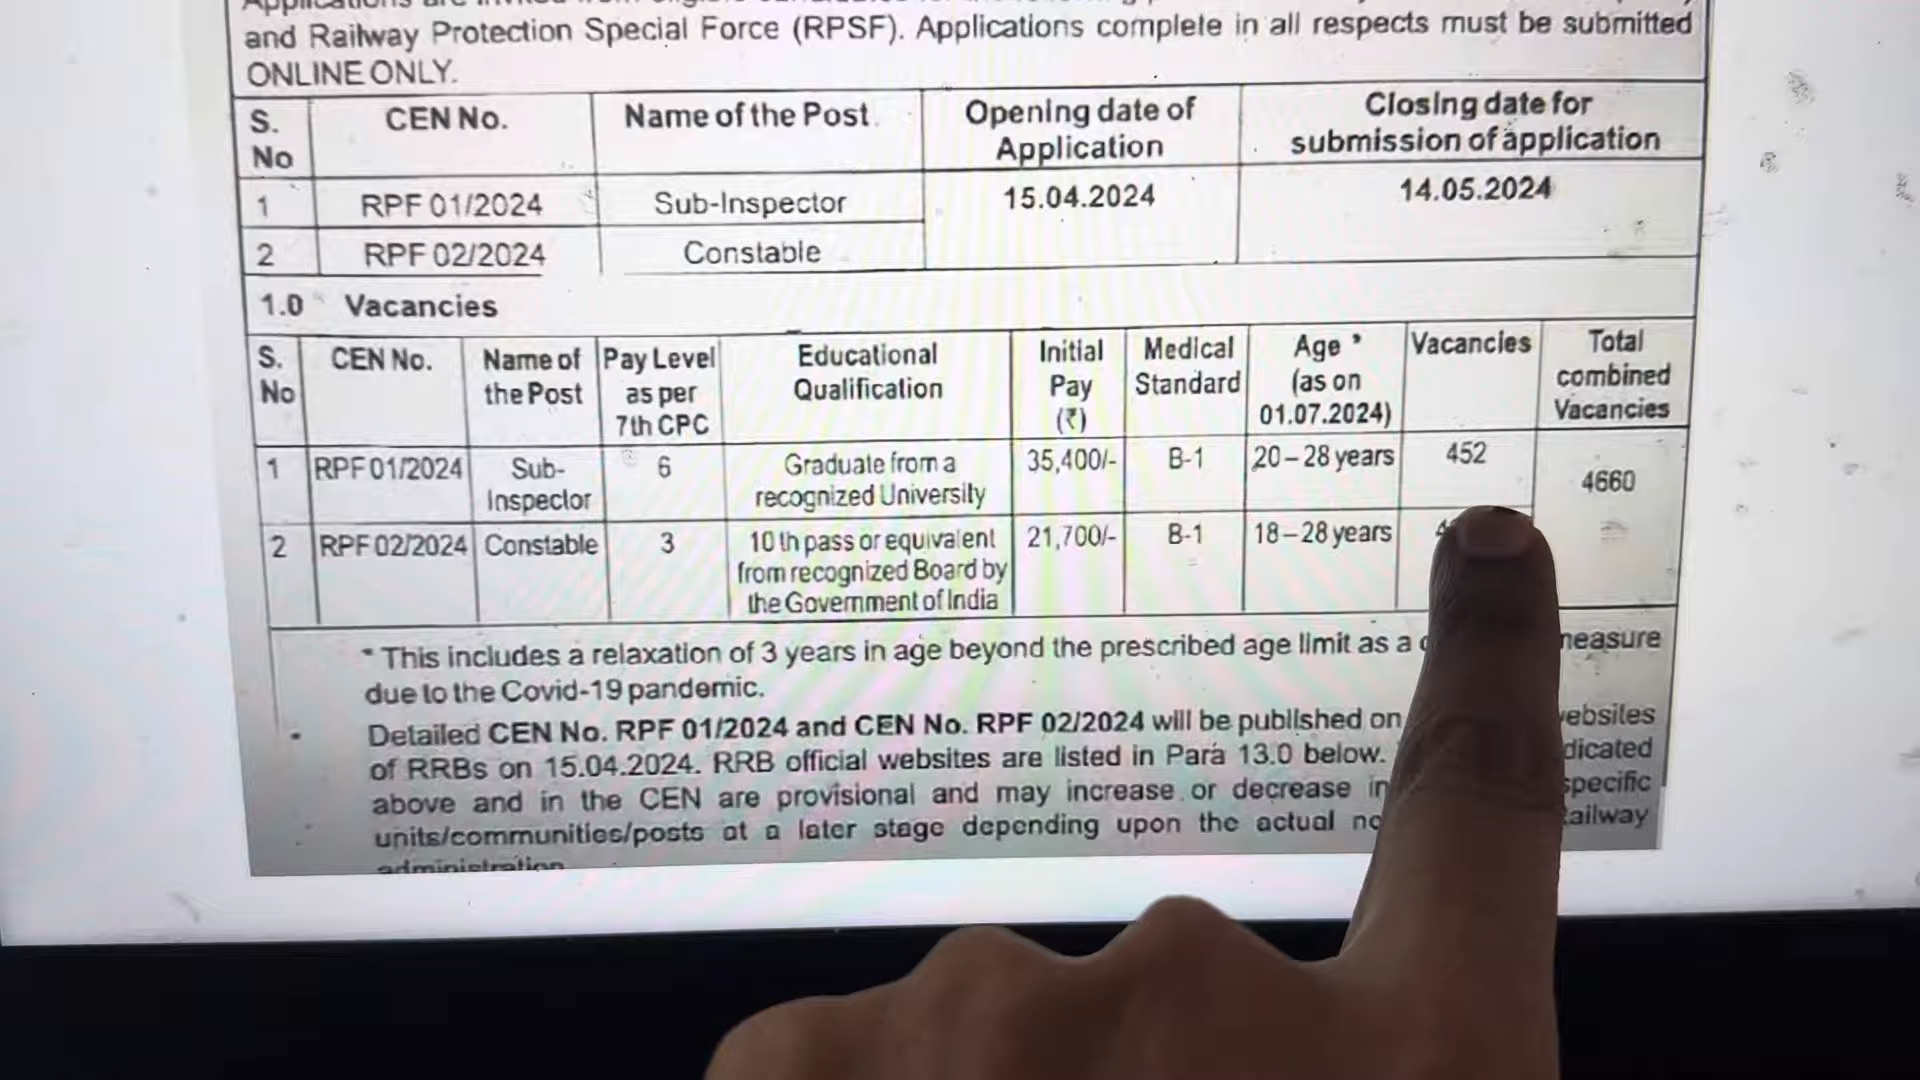 and Railway Protection Special Force (RPSF). Applications complete in all respects must be submitted
ONLINE ONLY.
S. No CEN No. Name of the Post Opening date of Application Closing date for submission of application
1 RPF 01/2024 Sub-Inspector 15.04.2024 14.05.2024
2 RPF 02/2024 Constable
1.0 Vacancies
S. No CEN No. Name of the Post Pay Level as per 7th CPC Educational Qualification Initial Pay (₹) Medical Standard Age * (as on 01.07.2024) Vacancies Total combined Vacancies
1 RPF 01/2024 Sub-Inspector 6 Graduate from a recognized University 35,400/- B-1 20–28 years 452 4660
2 RPF 02/2024 Constable 3 10 th pass or equivalent from recognized Board by the Government of India 21,700/- B-1 18–28 years
* This includes a relaxation of 3 years in age beyond the prescribed age limit as a measure
due to the Covid-19 pandemic.
Detailed CEN No. RPF 01/2024 and CEN No. RPF 02/2024 will be published on
of RRBs on 15.04.2024. RRB official websites are listed in Para 13.0 below.
above and in the CEN are provisional and may increase or decrease in specific
units/communities/posts at a later stage depending upon the actual
administration